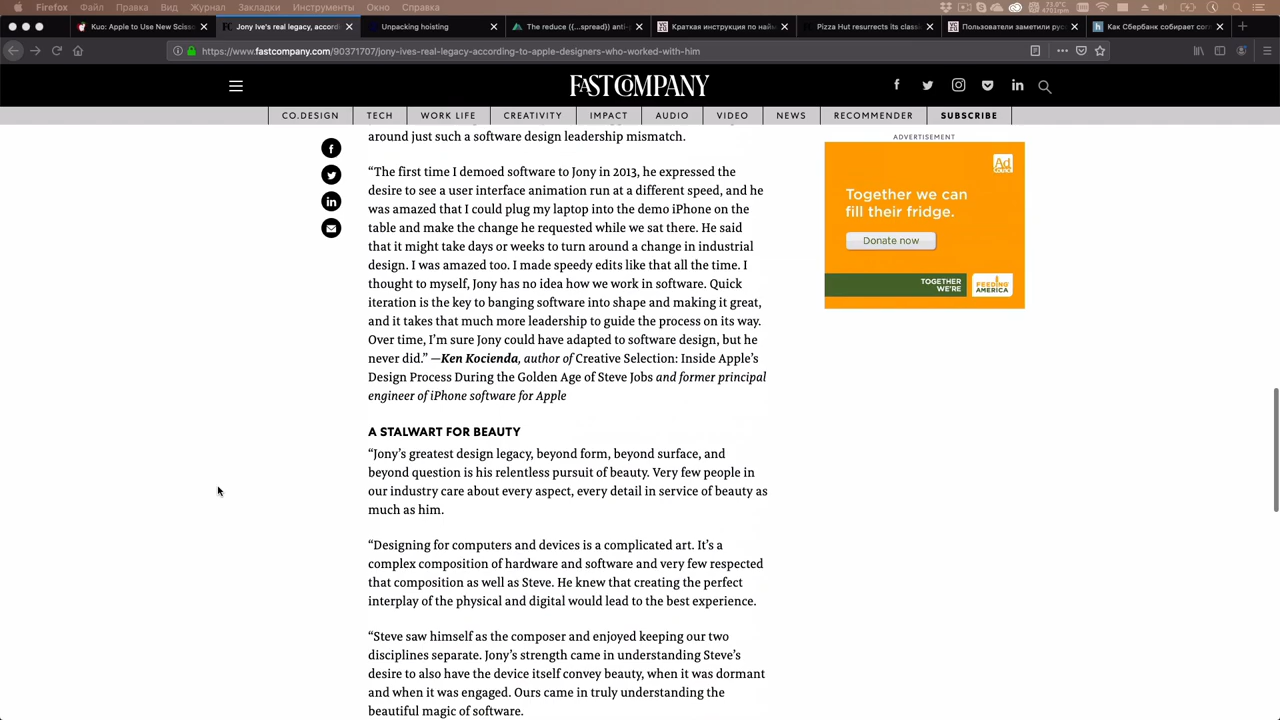 Firefox Файл Правка Вид Журнал Закладки Инструменты Окно Справка
Kuo: Apple to Use New Scissc
Jony Ive's real legacy, accordi
Unpacking hoisting
The reduce ({...spread}) anti-p
Краткая инструкция по найм
Pizza Hut resurrects its classi
Пользователи заметили рус
Как Сбербанк собирает сог
https://www.fastcompany.com/90371707/jony-ives-real-legacy-according-to-apple-designers-who-worked-with-him
FAST COMPANY
CO.DESIGN TECH WORK LIFE CREATIVITY IMPACT AUDIO VIDEO NEWS RECOMMENDER SUBSCRIBE
around just such a software design leadership mismatch.
“The first time I demoed software to Jony in 2013, he expressed the
desire to see a user interface animation run at a different speed, and he
was amazed that I could plug my laptop into the demo iPhone on the
table and make the change he requested while we sat there. He said
that it might take days or weeks to turn around a change in industrial
design. I was amazed too. I made speedy edits like that all the time. I
thought to myself, Jony has no idea how we work in software. Quick
iteration is the key to banging software into shape and making it great,
and it takes that much more leadership to guide the process on its way.
Over time, I’m sure Jony could have adapted to software design, but he
never did.” —Ken Kocienda, author of Creative Selection: Inside Apple’s
Design Process During the Golden Age of Steve Jobs and former principal
engineer of iPhone software for Apple
A STALWART FOR BEAUTY
“Jony’s greatest design legacy, beyond form, beyond surface, and
beyond question is his relentless pursuit of beauty. Very few people in
our industry care about every aspect, every detail in service of beauty as
much as him.
“Designing for computers and devices is a complicated art. It’s a
complex composition of hardware and software and very few respected
that composition as well as Steve. He knew that creating the perfect
interplay of the physical and digital would lead to the best experience.
“Steve saw himself as the composer and enjoyed keeping our two
disciplines separate. Jony’s strength came in understanding Steve’s
desire to also have the device itself convey beauty, when it was dormant
and when it was engaged. Ours came in truly understanding the
beautiful magic of software.
ADVERTISEMENT
Ad
Together we can
fill their fridge.
Donate now
TOGETHER
WE'RE
FEEDING
AMERICA